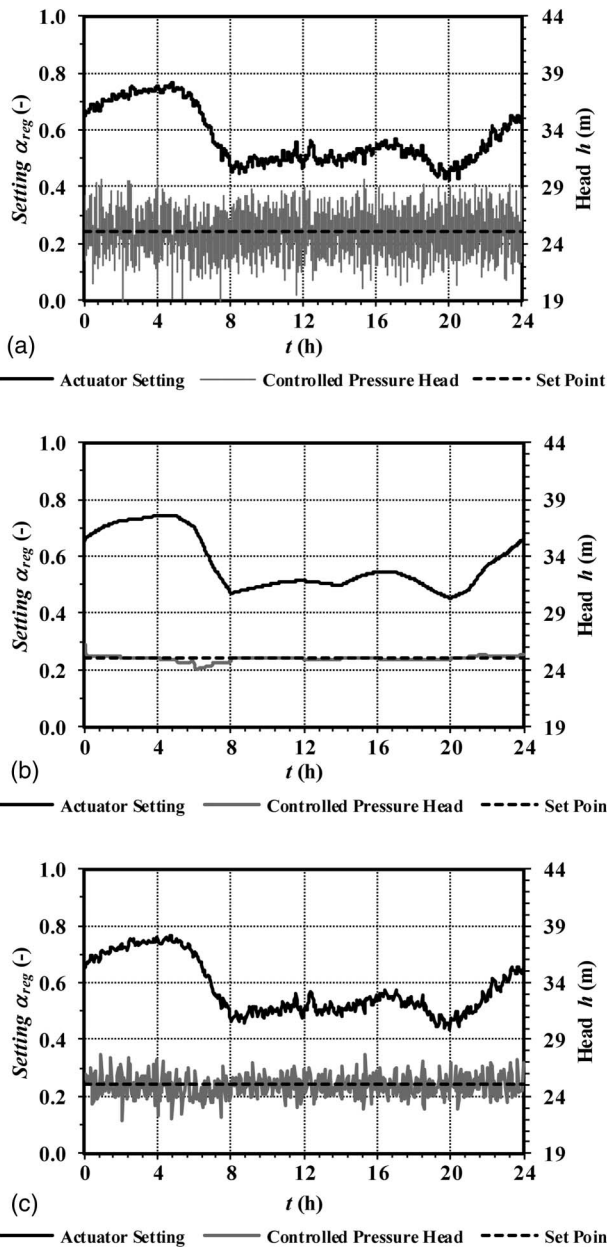 1.0
0.8
0.6
0.4
0.2
0.0
Setting αreg (-)
44
39
34
29
24
19
Head h (m)
0 4 8 12 16 20 24
t (h)
(a)
Actuator Setting Controlled Pressure Head Set Point
1.0
0.8
0.6
0.4
0.2
0.0
Setting αreg (-)
44
39
34
29
24
19
Head h (m)
0 4 8 12 16 20 24
t (h)
(b)
Actuator Setting Controlled Pressure Head Set Poin
1.0
0.8
0.6
0.4
0.2
0.0
Setting αreg (-)
44
39
34
29
24
19
Head h (m)
0 4 8 12 16 20 24
t (h)
(c)
Actuator Setting Controlled Pressure Head Set Poin